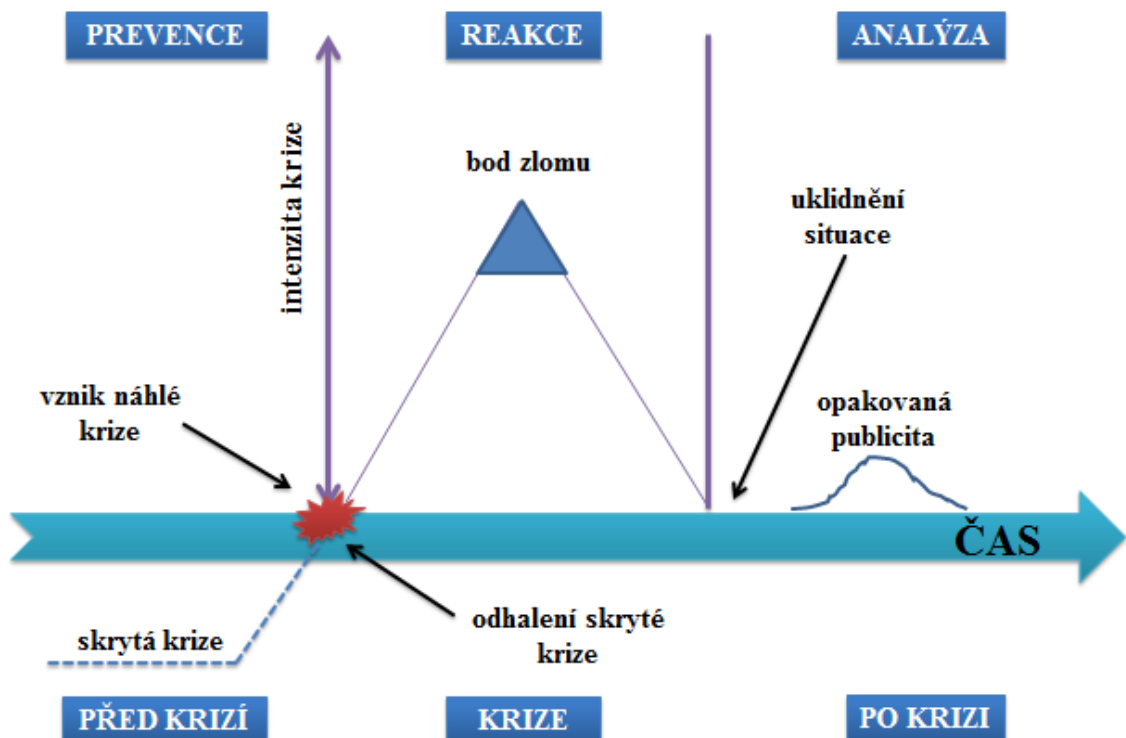 PREVENCE
REAKCE
ANALÝZA
intenzita krize
bod zlomu
uklidnění
situace
vznik náhlé
krize
opakovaná
publicita
ČAS
skrytá krize
odhalení skryté
krize
PŘED KRIZÍ
KRIZE
PO KRIZI